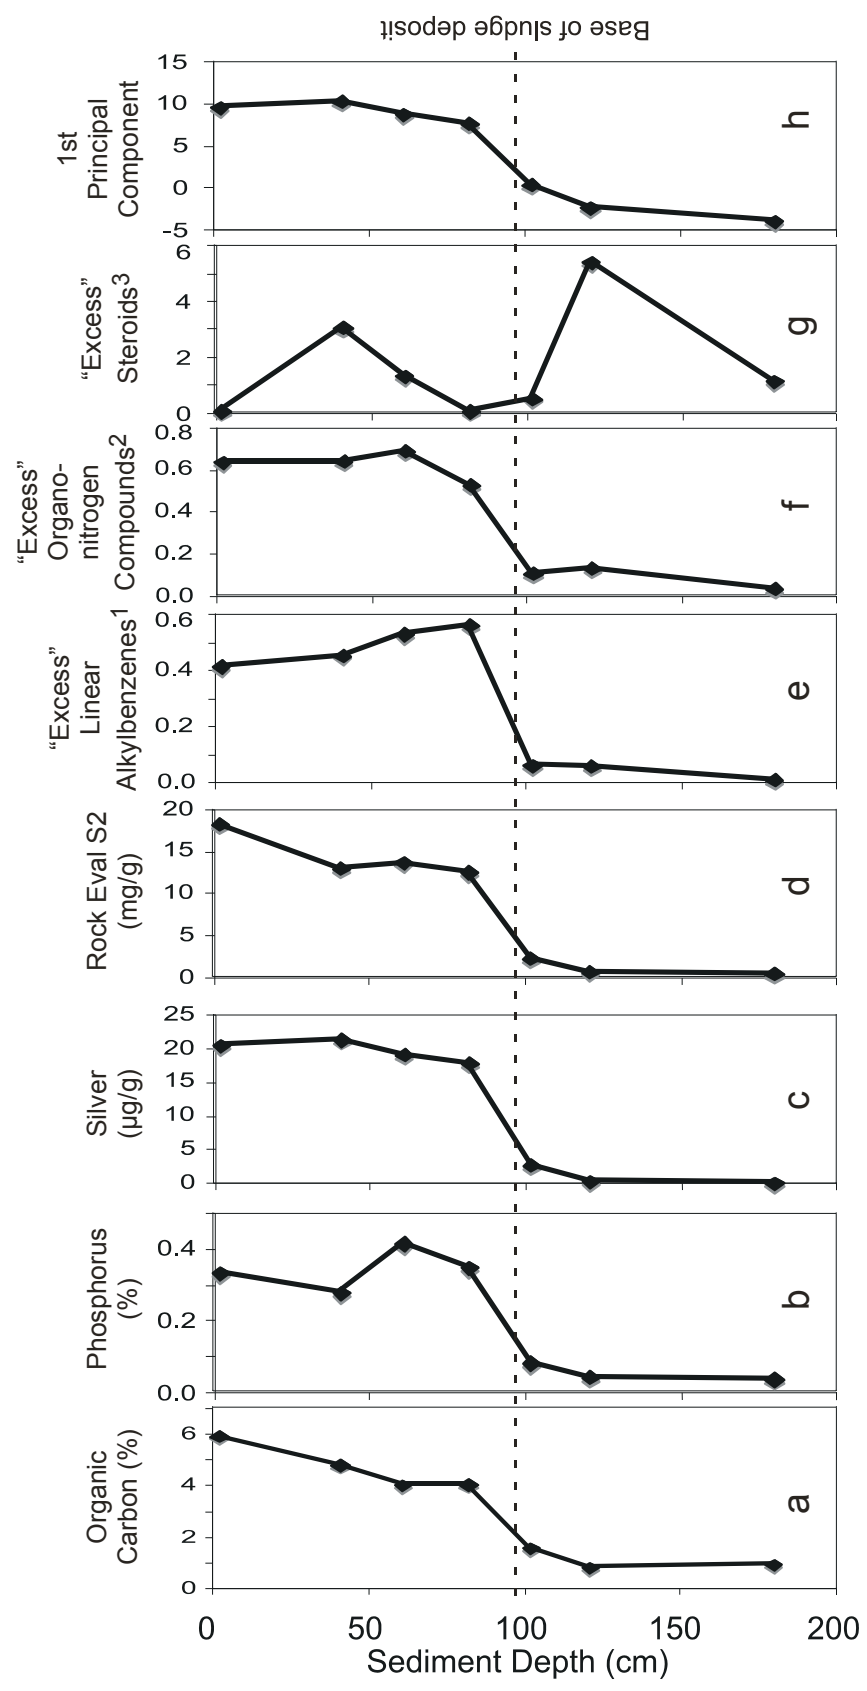 Base of sludge deposit
1st
Principal
Component
15
10
5
0
-5
h
“Excess”
Steroids3
6
4
2
0
g
“Excess”
Organo-
nitrogen
Compounds2
0.8
0.6
0.4
0.2
0.0
f
“Excess”
Linear
Alkylbenzenes1
0.6
0.4
0.2
0.0
e
Rock Eval S2
(mg/g)
20
15
10
5
0
d
Silver
(µg/g)
25
20
15
10
5
0
c
Phosphorus
(%)
0.4
0.2
0.0
b
Organic
Carbon (%)
6
4
2
0
a
0 50 100 150 200
Sediment Depth (cm)